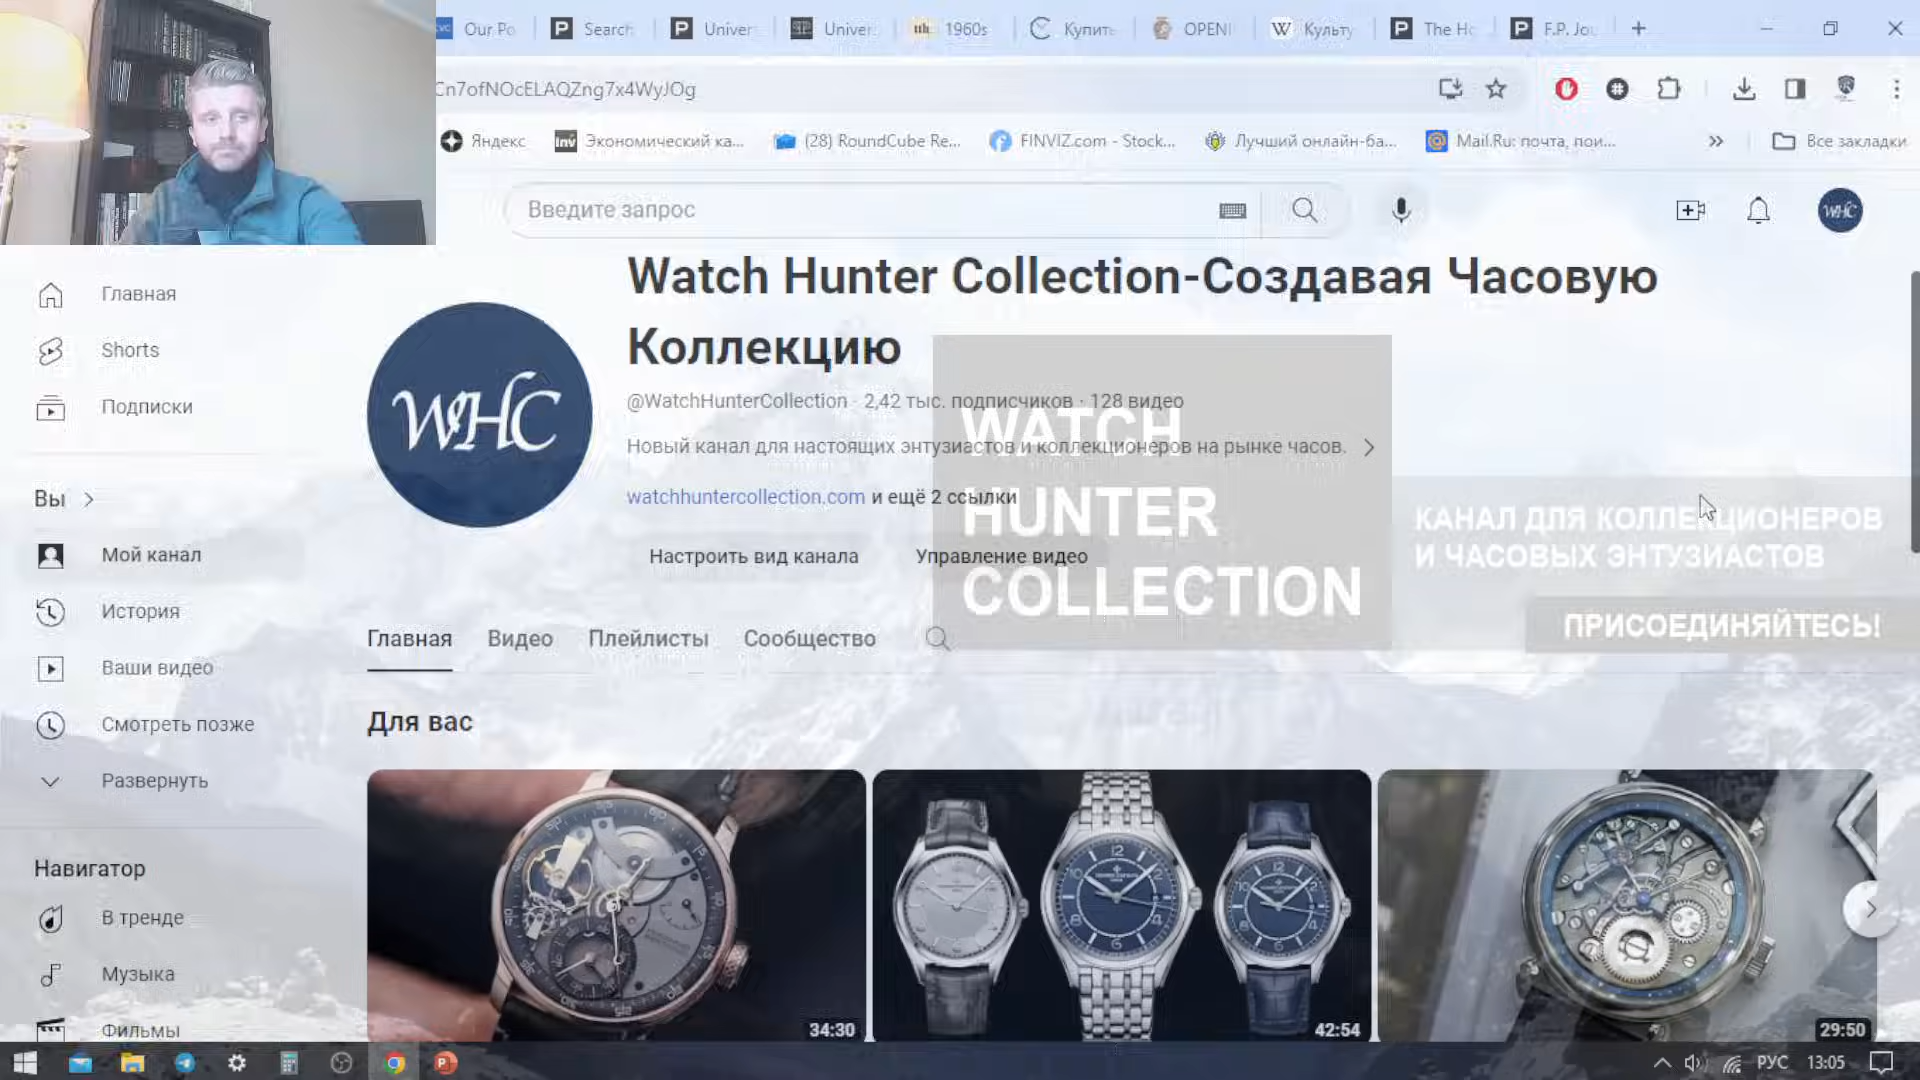 Our Po
Search
Univer
Univer
1960s
Купить
OPENI
Культу
The Ho
F.P. Jou
Cn7ofNOcELAQZng7x4WyJOg
Яндекс
Экономический ка...
(28) RoundCube Re...
FINVIZ.com - Stock...
Лучший онлайн-ба...
Mail.Ru: почта, пои...
Все закладки
Введите запрос
WHC
Главная
Shorts
Подписки
Вы
Мой канал
История
Ваши видео
Смотреть позже
Развернуть
Навигатор
В тренде
Музыка
Фильмы
WHC
Watch Hunter Collection-Создавая Часовую
Коллекцию
@WatchHunterCollection · 2,42 тыс. подписчиков · 128 видео
Новый канал для настоящих энтузиастов и коллекционеров на рынке часов.
watchhuntercollection.com и ещё 2 ссылки
Настроить вид канала
Управление видео
WATCH
HUNTER
COLLECTION
КАНАЛ ДЛЯ КОЛЛЕКЦИОНЕРОВ
И ЧАСОВЫХ ЭНТУЗИАСТОВ
ПРИСОЕДИНЯЙТЕСЬ!
Главная
Видео
Плейлисты
Сообщество
Для вас
34:30
42:54
29:50
РУС
13:05